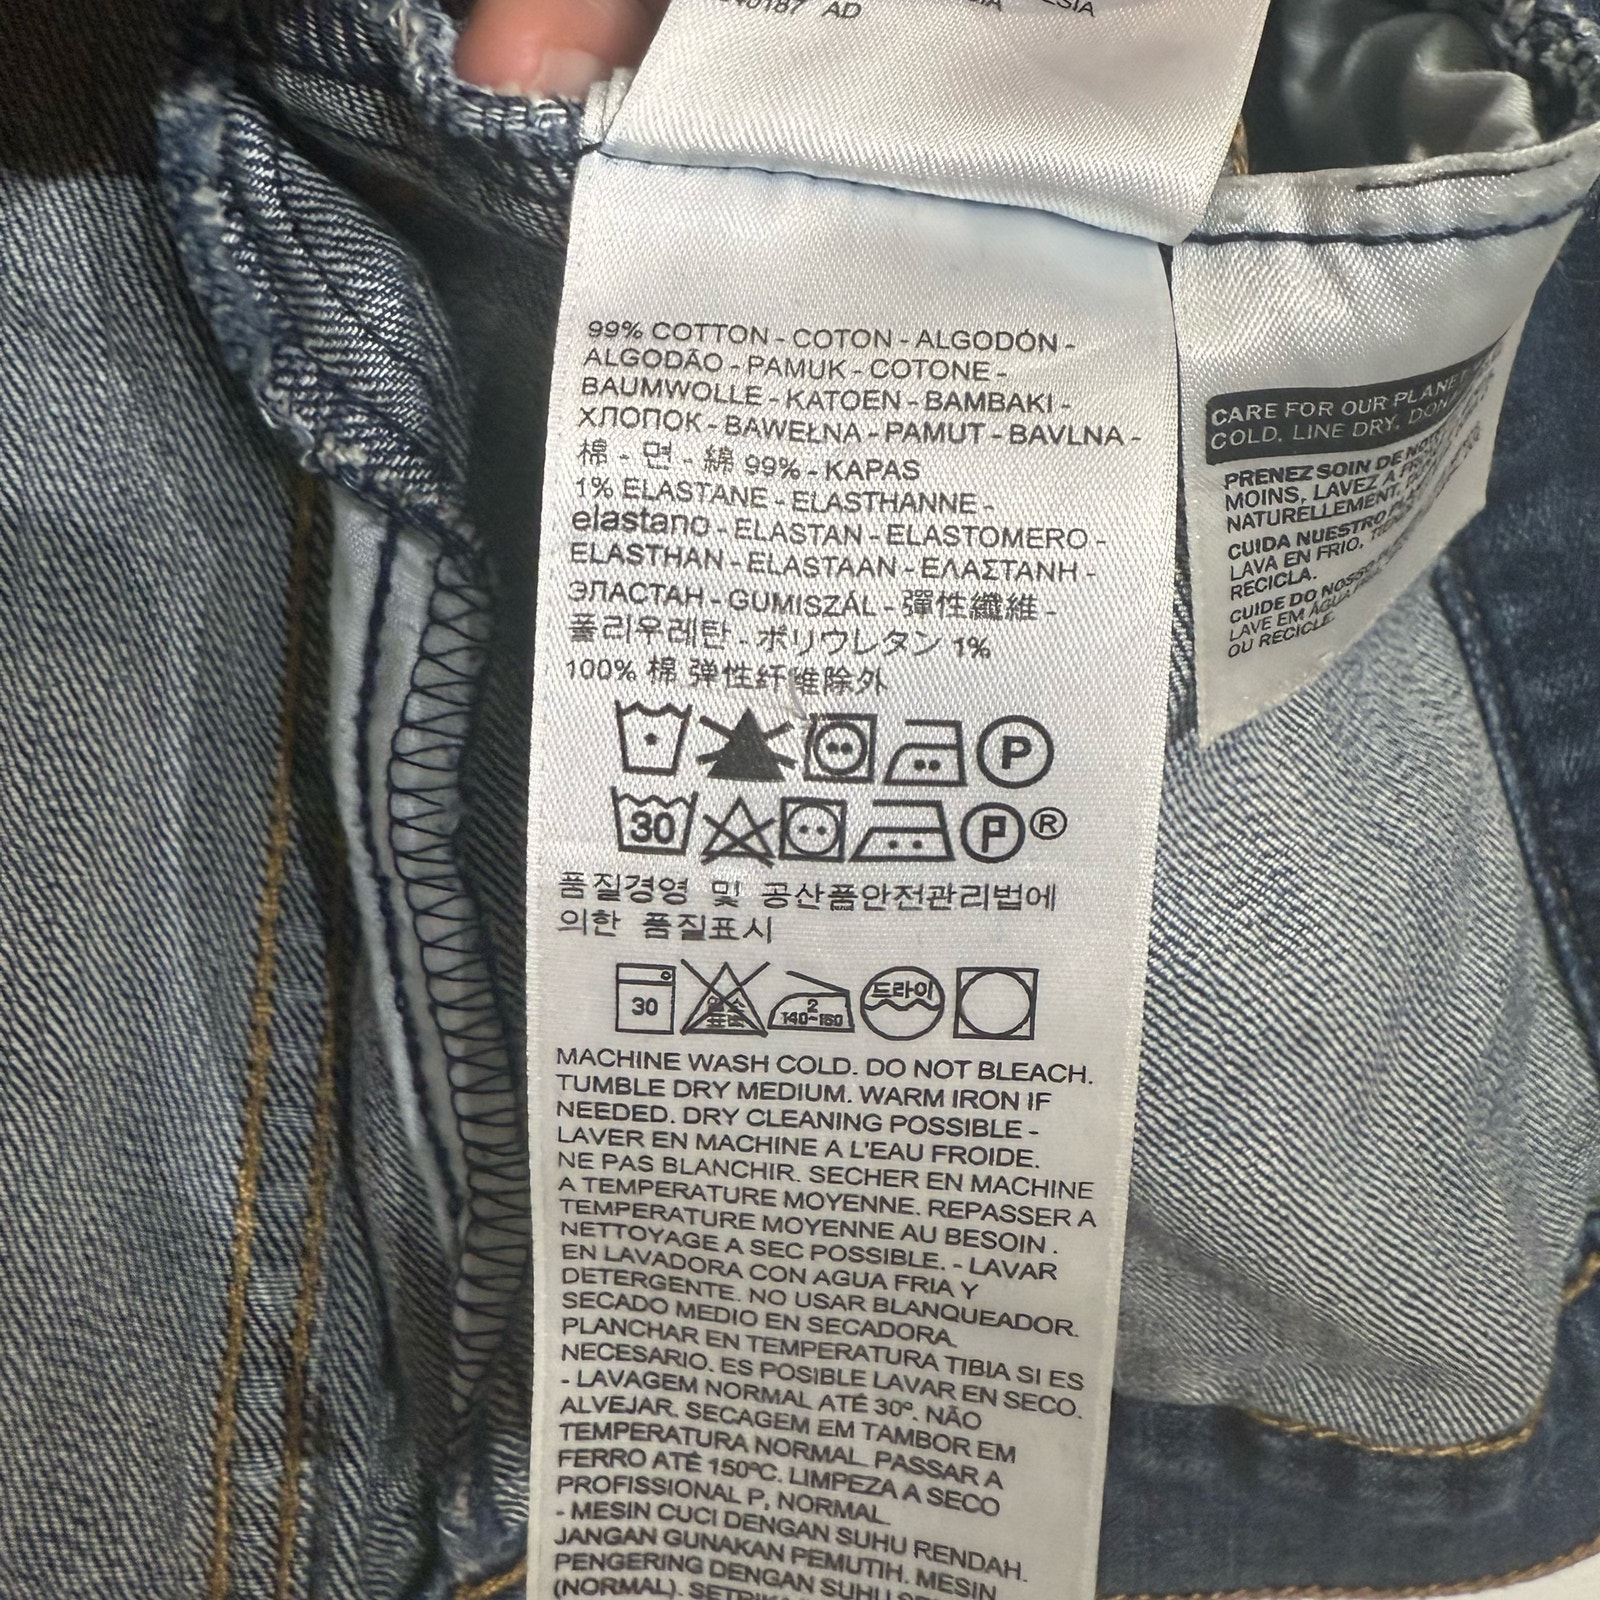 AD
99% COTTON - COTON - ALGODÓN -
ALGODÃO - PAMUK - COTONE -
BAUMWOLLE - KATOEN - BAMBAKI -
ХЛОПОК - BAWEŁNA - PAMUT - BAVLNA -
棉 - 면 - 綿 99% - KAPAS
1% ELASTANE - ELASTHANNE -
elastano - ELASTAN - ELASTOMERO -
ELASTHAN - ELASTAAN - ΕΛΑΣΤΑΝΗ -
ЭЛАСТАН - GUMISZÁL - 彈性纖維 -
폴리우레탄 - ポリウレタン 1%
100% 棉 弹性纤维除外
P
30 P ®
품질경영 및 공산품안전관리법에
의한 품질표시
30 2 140~160 드라이
MACHINE WASH COLD. DO NOT BLEACH.
TUMBLE DRY MEDIUM. WARM IRON IF
NEEDED. DRY CLEANING POSSIBLE -
LAVER EN MACHINE A L'EAU FROIDE.
NE PAS BLANCHIR. SECHER EN MACHINE
A TEMPERATURE MOYENNE. REPASSER A
TEMPERATURE MOYENNE AU BESOIN .
NETTOYAGE A SEC POSSIBLE. - LAVAR
EN LAVADORA CON AGUA FRIA Y
DETERGENTE. NO USAR BLANQUEADOR.
SECADO MEDIO EN SECADORA.
PLANCHAR EN TEMPERATURA TIBIA SI ES
NECESARIO. ES POSIBLE LAVAR EN SECO.
- LAVAGEM NORMAL ATÉ 30º. NÃO
ALVEJAR. SECAGEM EM TAMBOR EM
TEMPERATURA NORMAL. PASSAR A
FERRO ATÉ 150ºC. LIMPEZA A SECO
PROFISSIONAL P, NORMAL.
- MESIN CUCI DENGAN SUHU RENDAH.
JANGAN GUNAKAN PEMUTIH. MESIN
PENGERING DENGAN SUHU
(NORMAL).
CARE FOR OUR PLANET
COLD. LINE DRY.
PRENEZ SOIN DE
MOINS, LAVEZ A
NATURELLEMENT.
CUIDA NUESTRO
LAVA EN FRIO,
RECICLA.
CUIDE DO NOSSO
LAVE EM ÁGUA
OU RECICLE.